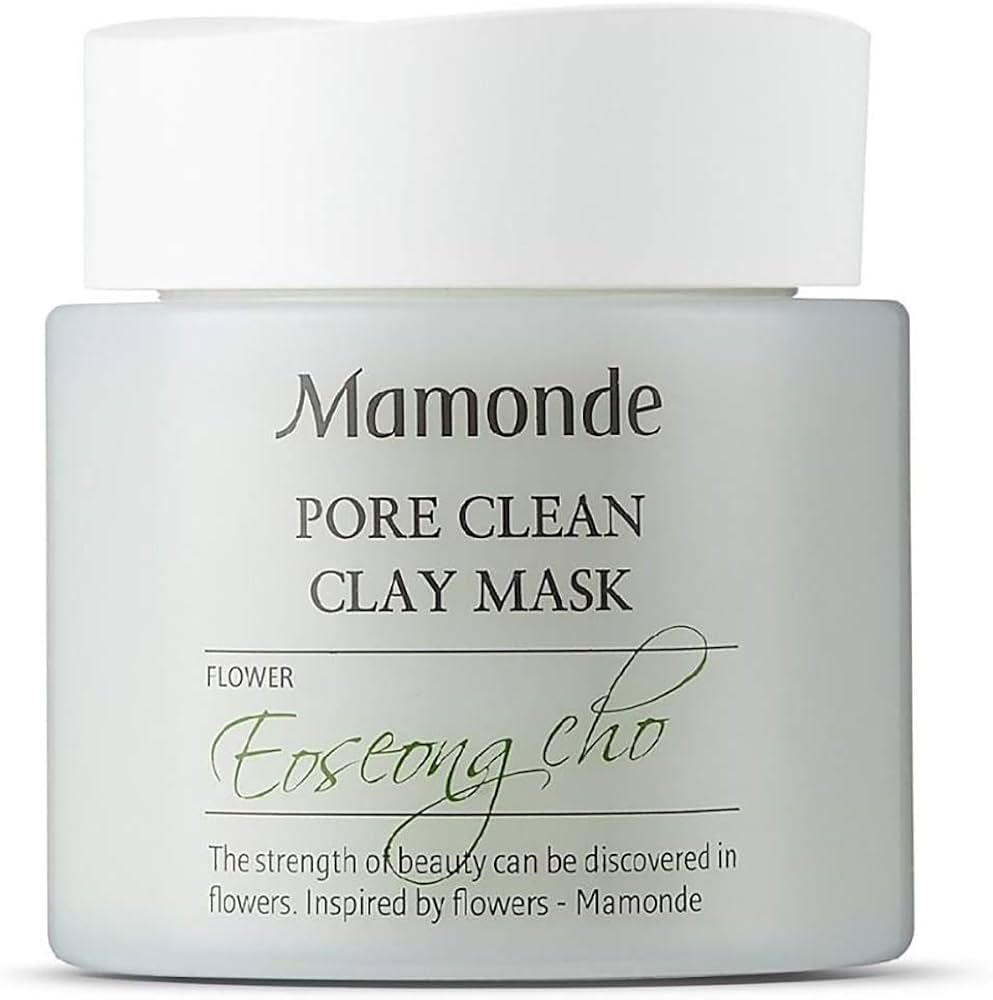 Mamonde
PORE CLEAN
CLAY MASK
FLOWER
Eoseong cho
The strength of beauty can be discovered in
flowers. Inspired by flowers - Mamonde